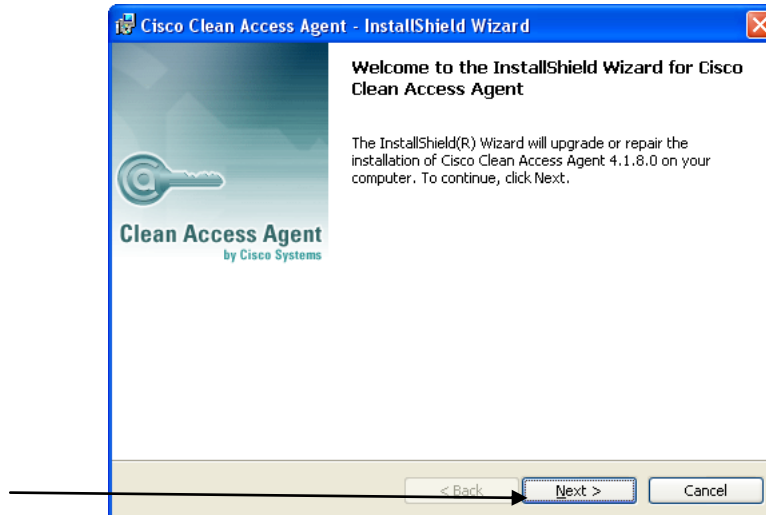 Cisco Clean Access Agent - InstallShield Wizard
Welcome to the InstallShield Wizard for Cisco
Clean Access Agent
The InstallShield(R) Wizard will upgrade or repair the
installation of Cisco Clean Access Agent 4.1.8.0 on your
computer. To continue, click Next.
Clean Access Agent
by Cisco Systems
< Back Next > Cancel